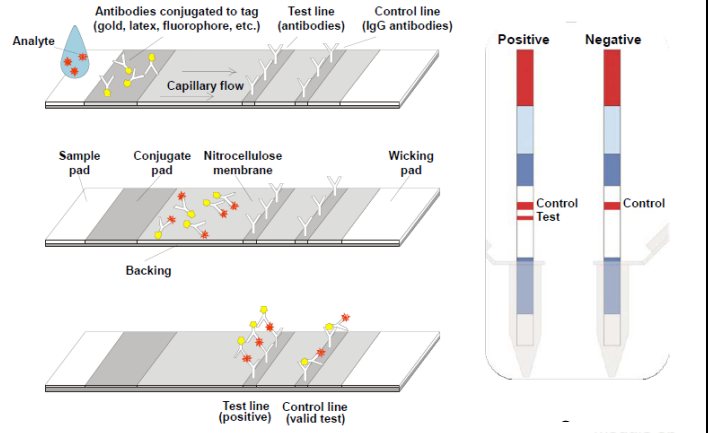 Antibodies conjugated to tag
(gold, latex, fluorophore, etc.)
Test line
(antibodies)
Control line
(IgG antibodies)
Analyte
Capillary flow
Sample
pad
Conjugate
pad
Nitrocellulose
membrane
Wicking
pad
Backing
Test line
(positive)
Control line
(valid test)
Positive
Negative
Control
Test
Control